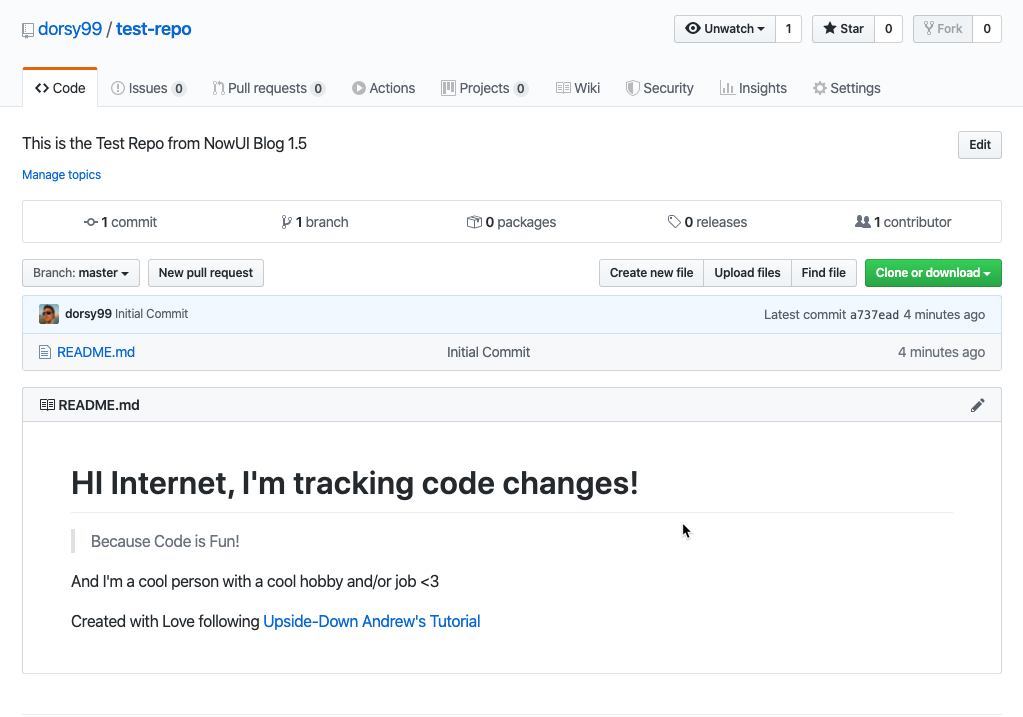 dorsy99 / test-repo
Unwatch 1 Star 0 Fork 0
Code Issues 0 Pull requests 0 Actions Projects 0 Wiki Security Insights Settings
This is the Test Repo from NowUI Blog 1.5
Edit
Manage topics
1 commit 1 branch 0 packages 0 releases 1 contributor
Branch: master New pull request Create new file Upload files Find file Clone or download
dorsy99 Initial Commit Latest commit a737ead 4 minutes ago
README.md Initial Commit 4 minutes ago
README.md
HI Internet, I'm tracking code changes!
Because Code is Fun!
And I'm a cool person with a cool hobby and/or job <3
Created with Love following Upside-Down Andrew's Tutorial